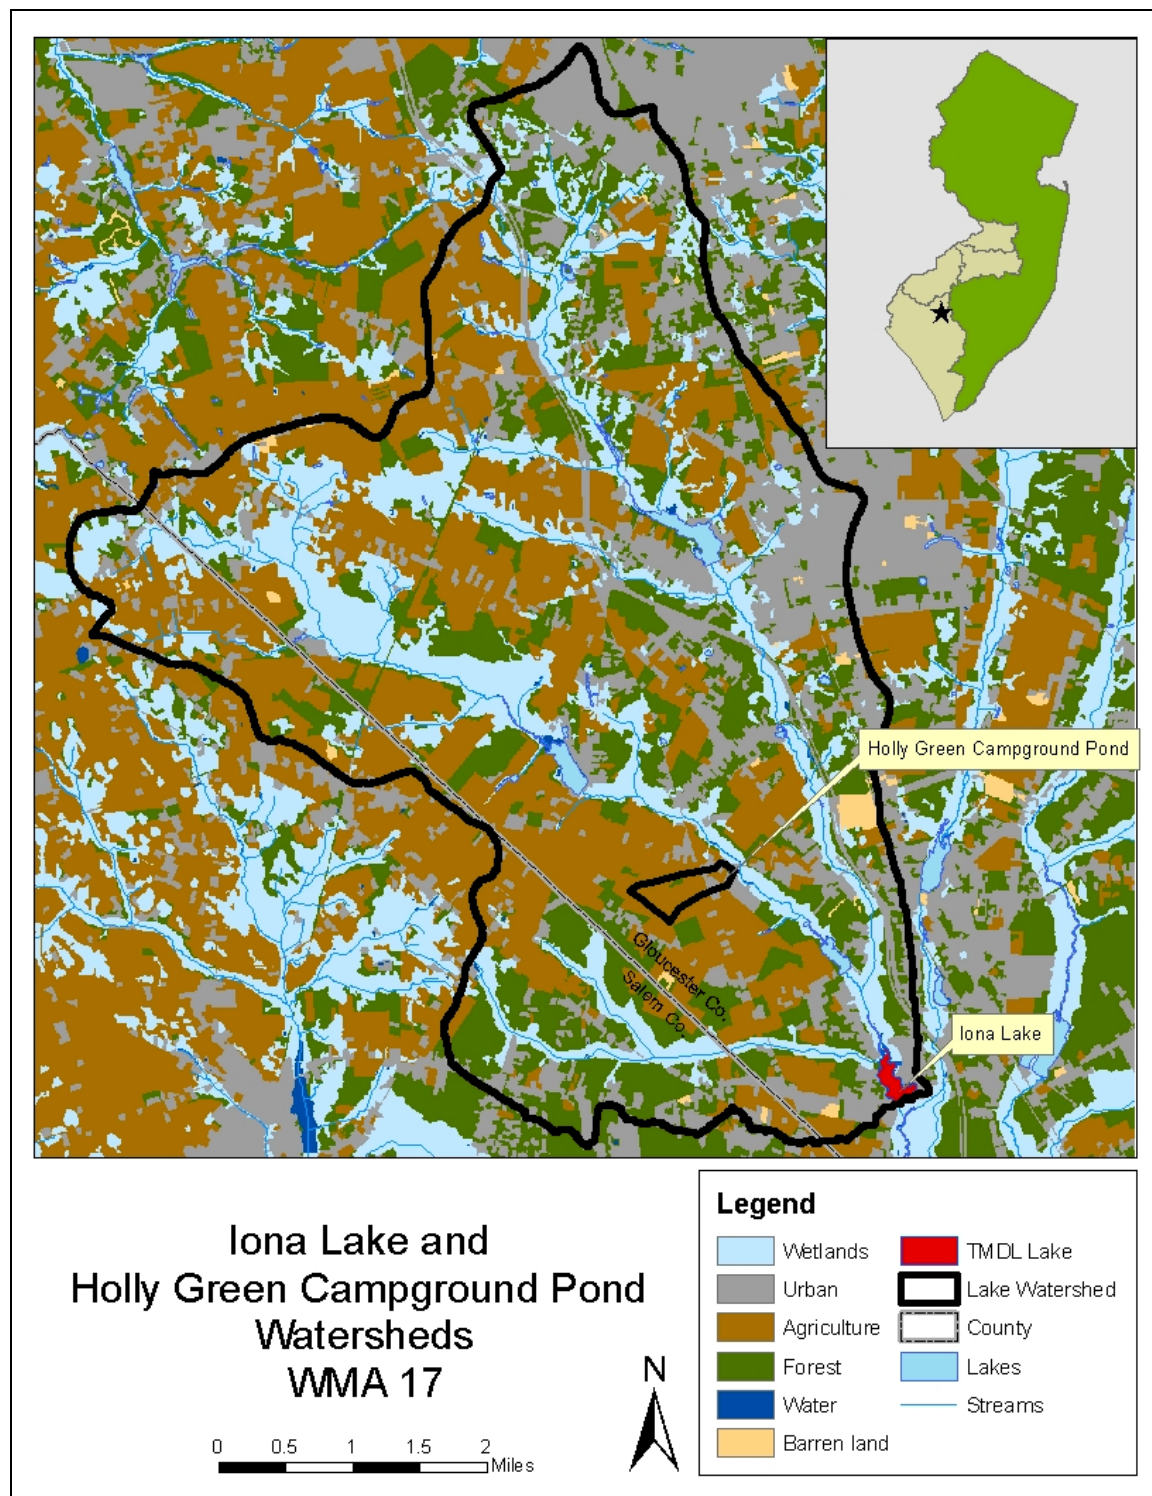 Holly Green Campground Pond
Gloucester Co.
Salem Co.
Iona Lake
Iona Lake and
Holly Green Campground Pond
Watersheds
WMA 17
0 0.5 1 1.5 2
Miles
N
Legend
Wetlands
Urban
Agriculture
Forest
Water
Barren land
TMDL Lake
Lake Watershed
County
Lakes
Streams